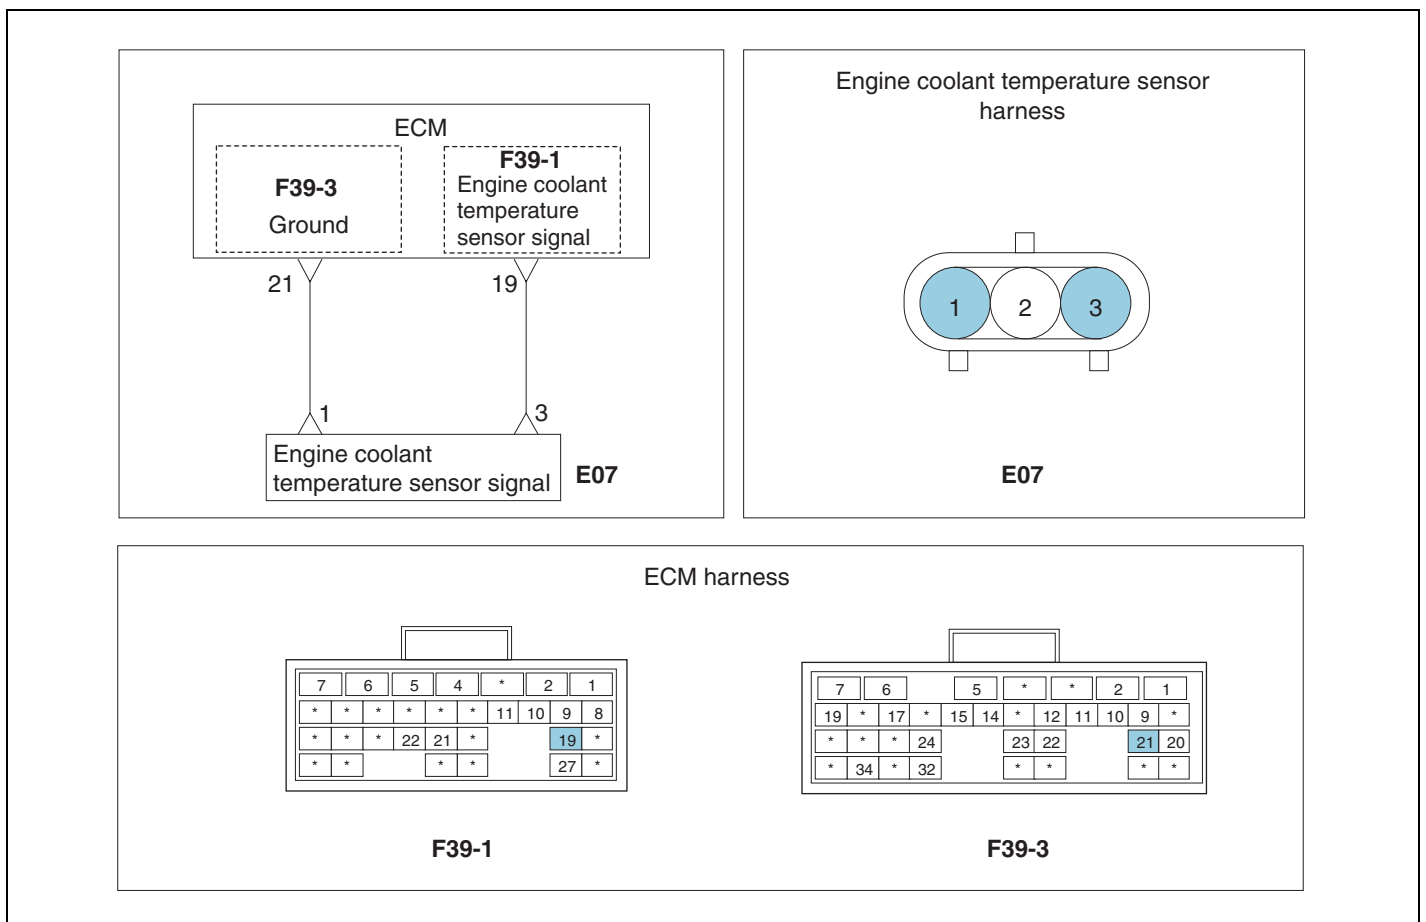 ECM
F39-3
Ground
F39-1
Engine coolant
temperature
sensor signal
21
19
1
3
Engine coolant
temperature sensor signal
E07
Engine coolant temperature sensor
harness
1 2 3
E07
ECM harness
7 6 5 4 * 2 1
* * * * * * 11 10 9 8
* * * 22 21 * 19 *
* * * * 27 *
F39-1
7 6 5 * * 2 1
19 * 17 * 15 14 * 12 11 10 9 *
* * * 24 23 22 21 20
* 34 * 32 * * * *
F39-3